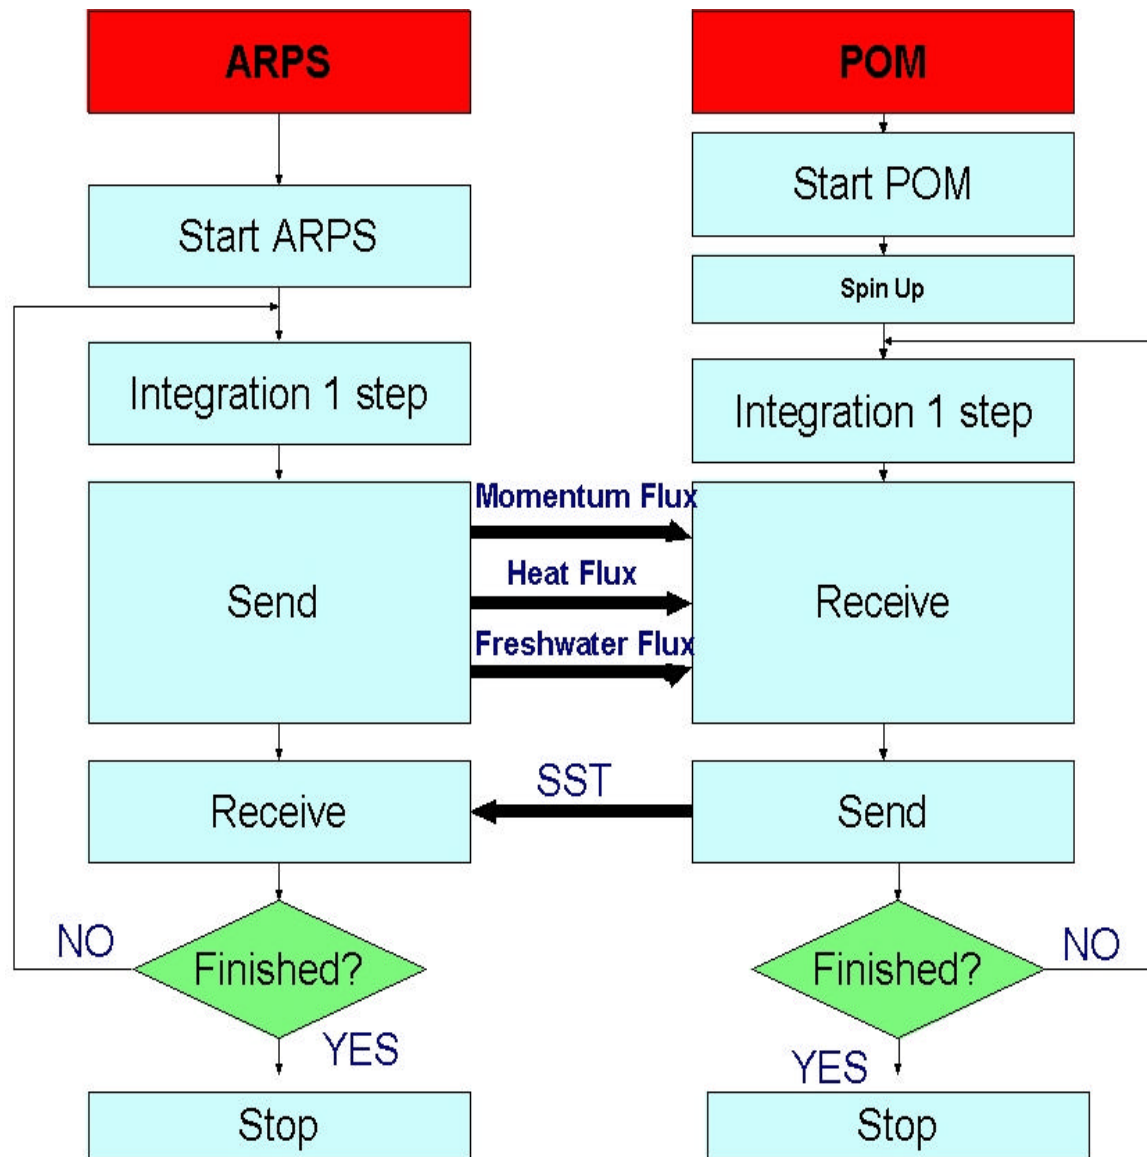 ARPS
POM
Start ARPS
Start POM
Spin Up
Integration 1 step
Integration 1 step
Send
Momentum Flux
Heat Flux
Freshwater Flux
Receive
Receive
SST
Send
NO
Finished?
YES
Finished?
NO
YES
Stop
Stop